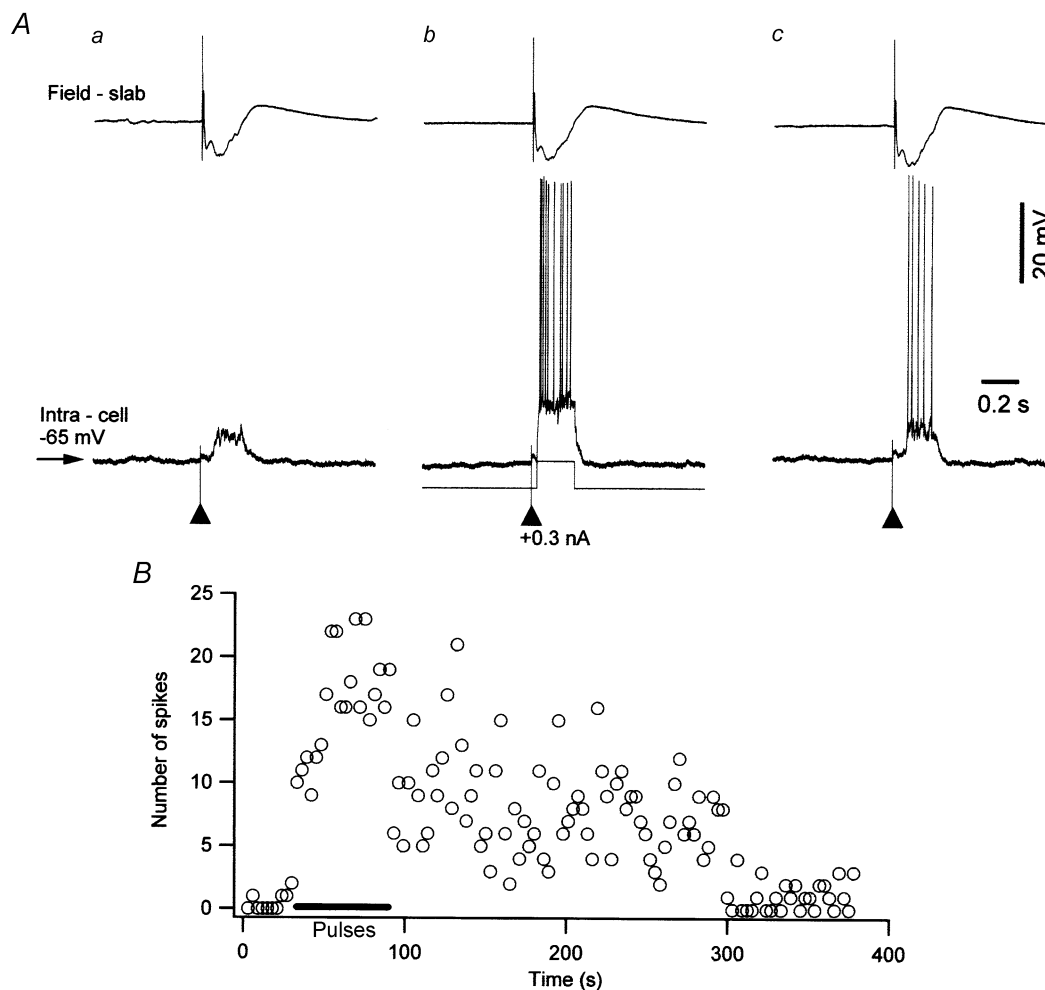 A
a
b
c
Field - slab
20 mV
0.2 s
Intra - cell
-65 mV
+0.3 nA
B
25
20
15
10
5
0
Number of spikes
Pulses
0
100
200
300
400
Time (s)